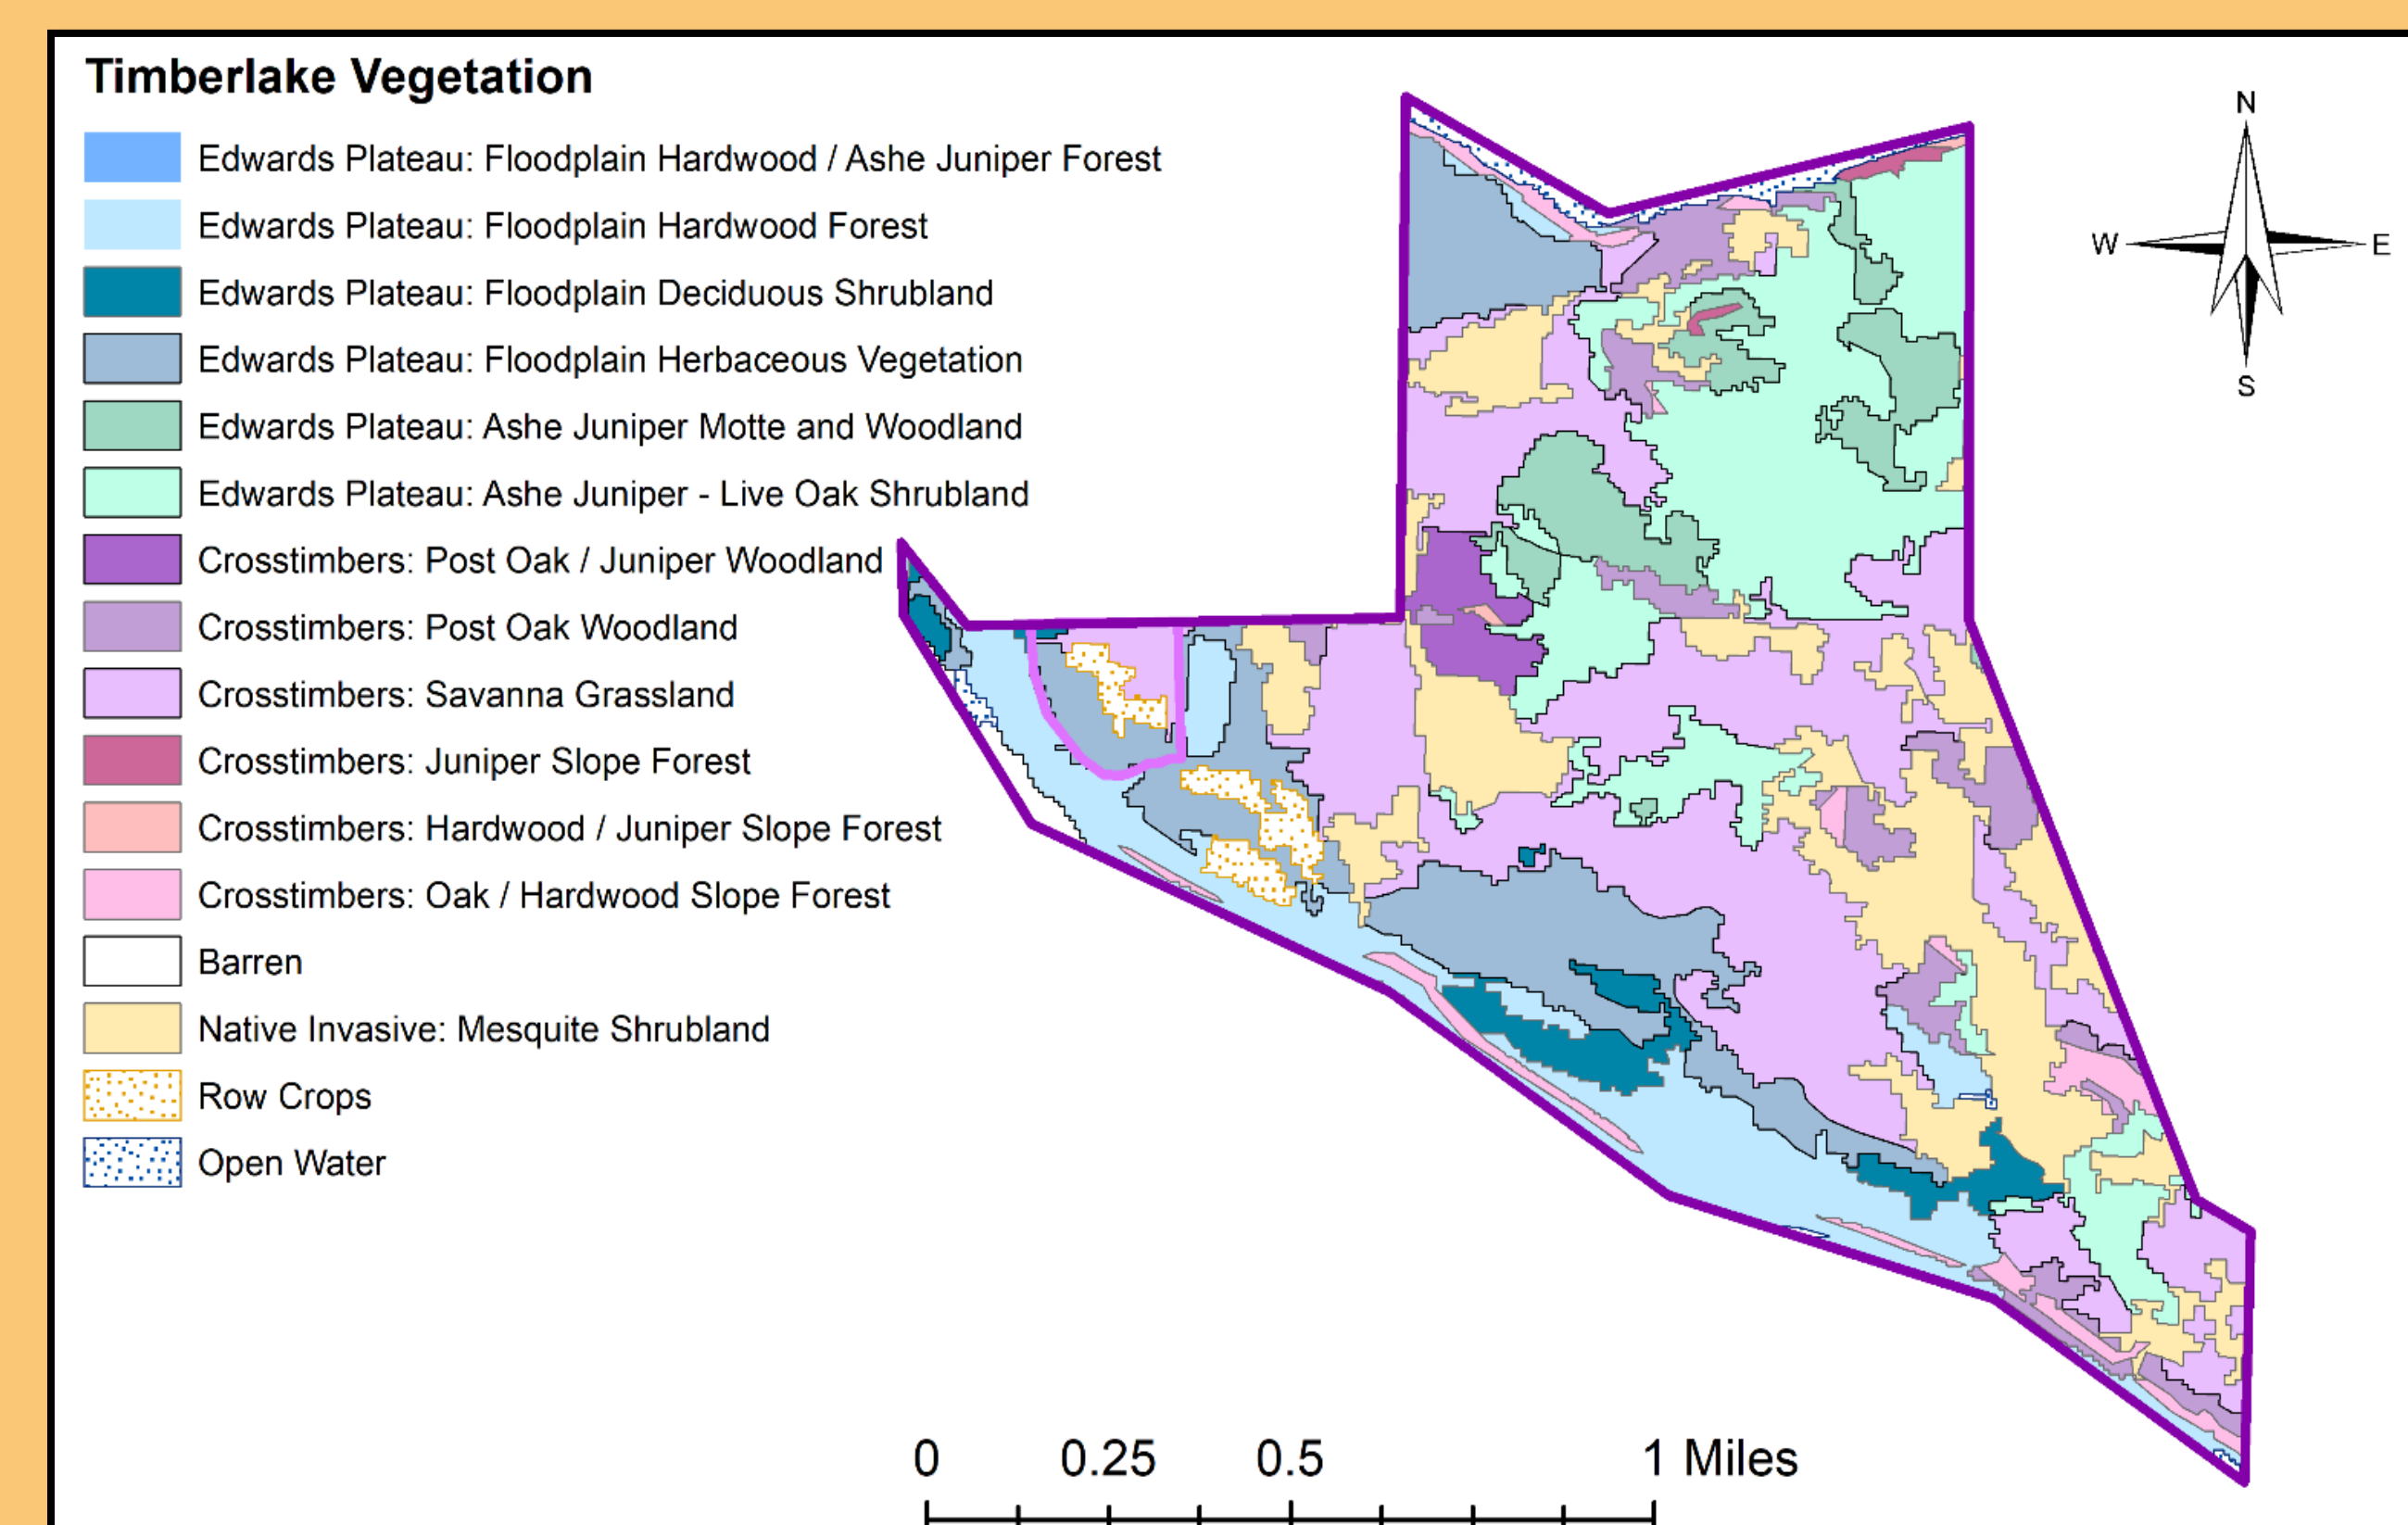 Timberlake Vegetation
Edwards Plateau: Floodplain Hardwood / Ashe Juniper Forest
Edwards Plateau: Floodplain Hardwood Forest
Edwards Plateau: Floodplain Deciduous Shrubland
Edwards Plateau: Floodplain Herbaceous Vegetation
Edwards Plateau: Ashe Juniper Motte and Woodland
Edwards Plateau: Ashe Juniper - Live Oak Shrubland
Crosstimbers: Post Oak / Juniper Woodland
Crosstimbers: Post Oak Woodland
Crosstimbers: Savanna Grassland
Crosstimbers: Juniper Slope Forest
Crosstimbers: Hardwood / Juniper Slope Forest
Crosstimbers: Oak / Hardwood Slope Forest
Barren
Native Invasive: Mesquite Shrubland
Row Crops
Open Water
N
W E
S
0 0.25 0.5 1 Miles